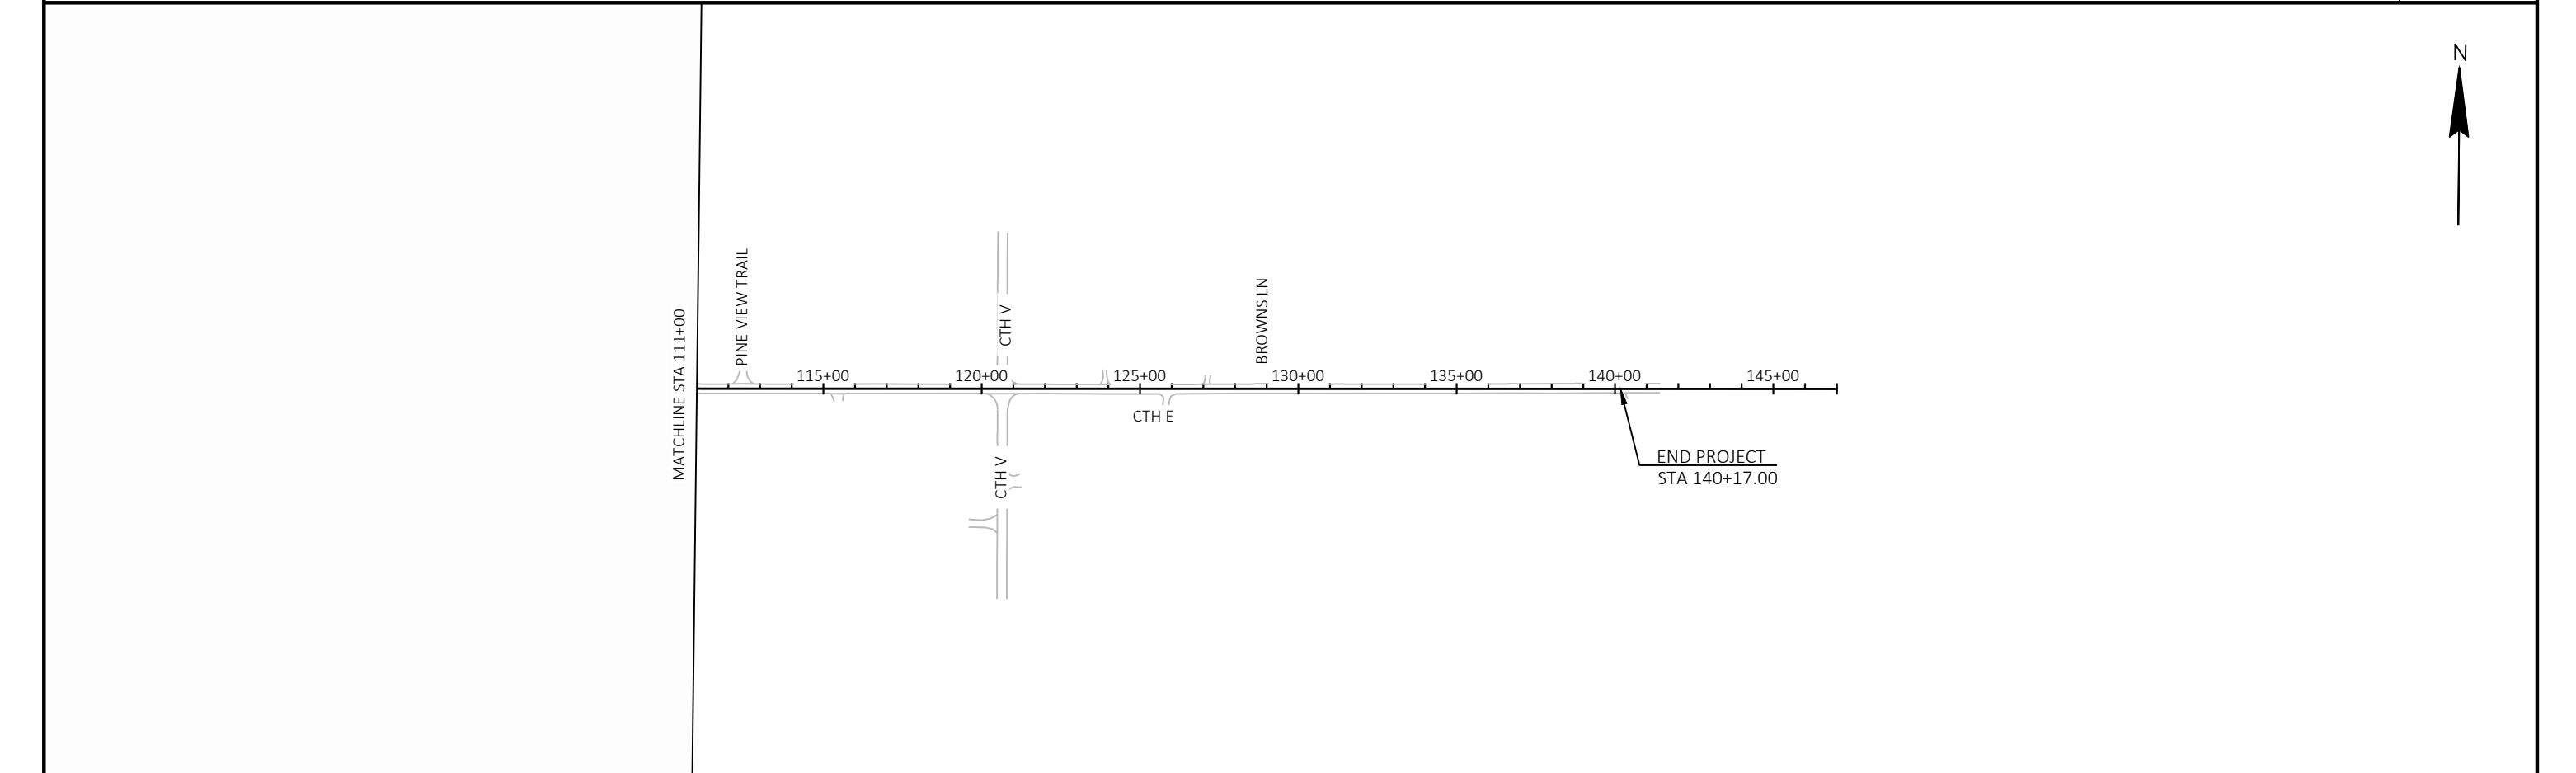 N
MATCHLINE STA 111+00
PINE VIEW TRAIL
CTH V
BROWNS LN
115+00
120+00
125+00
130+00
135+00
140+00
145+00
CTH E
CTH V
END PROJECT
STA 140+17.00